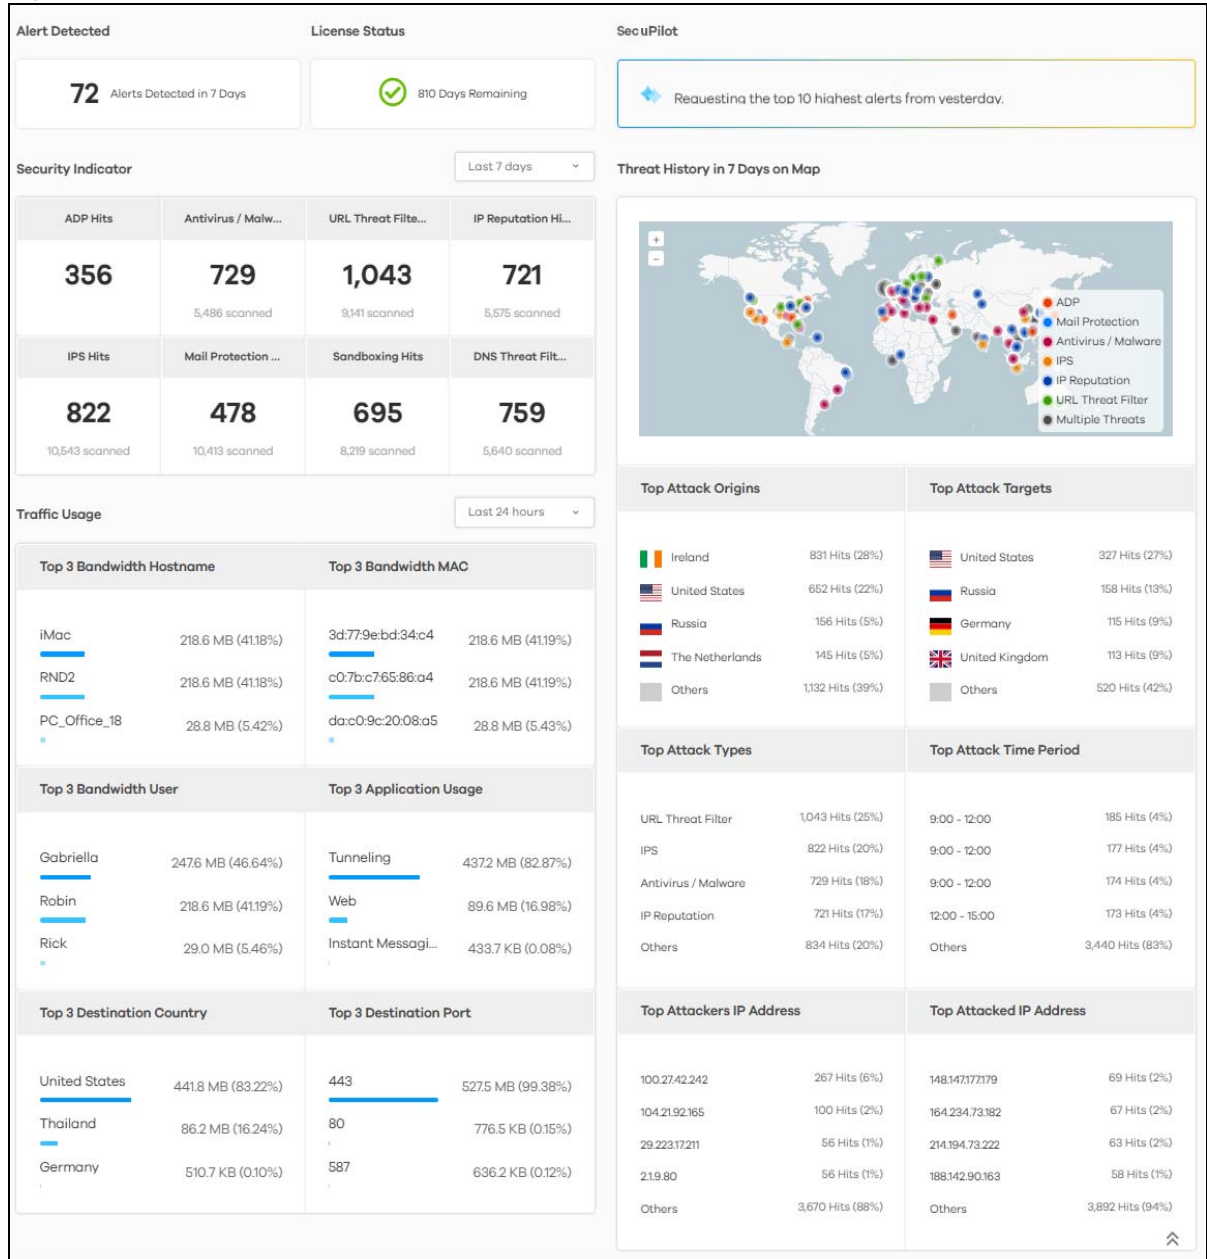 Alert Detected
72 Alerts Detected in 7 Days
License Status
810 Days Remaining
SecuPilot
Requesting the top 10 highest alerts from yesterday.
Security Indicator
Last 7 days
ADP Hits
356
Antivirus / Malw...
729
5,486 scanned
URL Threat Filte...
1,043
9,141 scanned
IP Reputation Hi...
721
5,575 scanned
IPS Hits
822
10,543 scanned
Mail Protection ...
478
10,413 scanned
Sandboxing Hits
695
8,219 scanned
DNS Threat Filt...
759
5,640 scanned
Traffic Usage
Last 24 hours
Top 3 Bandwidth Hostname
iMac 218.6 MB (41.18%)
RND2 218.6 MB (41.18%)
PC_Office_18 28.8 MB (5.42%)
Top 3 Bandwidth MAC
3d:77:9e:bd:34:c4 218.6 MB (41.19%)
c0:7b:c7:65:86:a4 218.6 MB (41.19%)
da:c0:9c:20:08:a5 28.8 MB (5.43%)
Top 3 Bandwidth User
Gabriella 247.6 MB (46.64%)
Robin 218.6 MB (41.19%)
Rick 29.0 MB (5.46%)
Top 3 Application Usage
Tunneling 437.2 MB (82.87%)
Web 89.6 MB (16.98%)
Instant Messagi... 433.7 KB (0.08%)
Top 3 Destination Country
United States 441.8 MB (83.22%)
Thailand 86.2 MB (16.24%)
Germany 510.7 KB (0.10%)
Top 3 Destination Port
443 527.5 MB (99.38%)
80 776.5 KB (0.15%)
587 636.2 KB (0.12%)
Threat History in 7 Days on Map
+
−
ADP
Mail Protection
Antivirus / Malware
IPS
IP Reputation
URL Threat Filter
Multiple Threats
Top Attack Origins
Ireland 831 Hits (28%)
United States 652 Hits (22%)
Russia 156 Hits (5%)
The Netherlands 145 Hits (5%)
Others 1,132 Hits (39%)
Top Attack Targets
United States 327 Hits (27%)
Russia 158 Hits (13%)
Germany 115 Hits (9%)
United Kingdom 113 Hits (9%)
Others 520 Hits (42%)
Top Attack Types
URL Threat Filter 1,043 Hits (25%)
IPS 822 Hits (20%)
Antivirus / Malware 729 Hits (18%)
IP Reputation 721 Hits (17%)
Others 834 Hits (20%)
Top Attack Time Period
9:00 - 12:00 185 Hits (4%)
9:00 - 12:00 177 Hits (4%)
9:00 - 12:00 174 Hits (4%)
12:00 - 15:00 173 Hits (4%)
Others 3,440 Hits (83%)
Top Attackers IP Address
100.27.42.242 267 Hits (6%)
104.21.92.165 100 Hits (2%)
29.223.17.211 56 Hits (1%)
2.1.9.80 56 Hits (1%)
Others 3,670 Hits (88%)
Top Attacked IP Address
148.147.177.179 69 Hits (2%)
164.234.73.182 67 Hits (2%)
214.194.73.222 63 Hits (2%)
188.142.90.163 58 Hits (1%)
Others 3,892 Hits (94%)